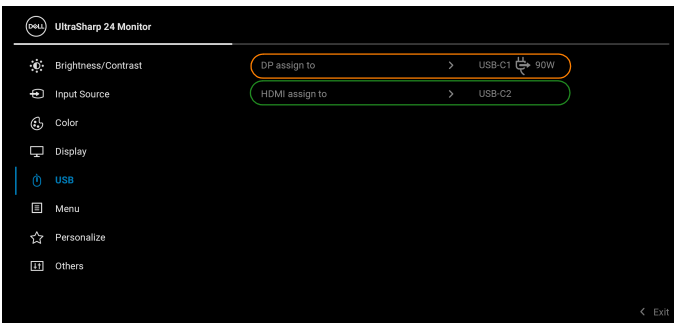 DELL UltraSharp 24 Monitor
Brightness/Contrast
DP assign to > USB-C1 90W
Input Source
HDMI assign to > USB-C2
Color
Display
USB
Menu
Personalize
Others
< Exit